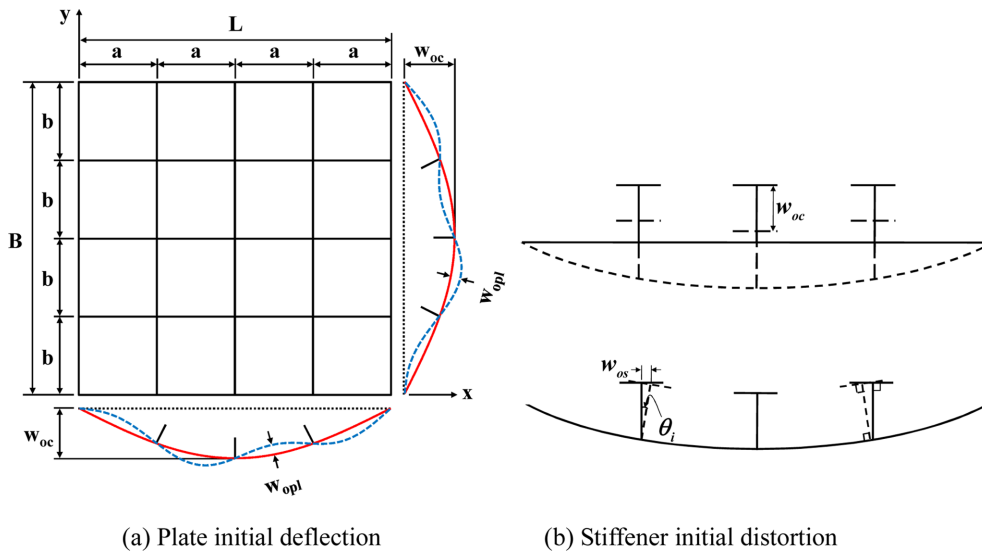 y
L
a a a a
w_oc
b
b
B
b
b
w_opl
x
w_oc
w_opl
(a) Plate initial deflection
w_oc
w_os
θ_i
(b) Stiffener initial distortion